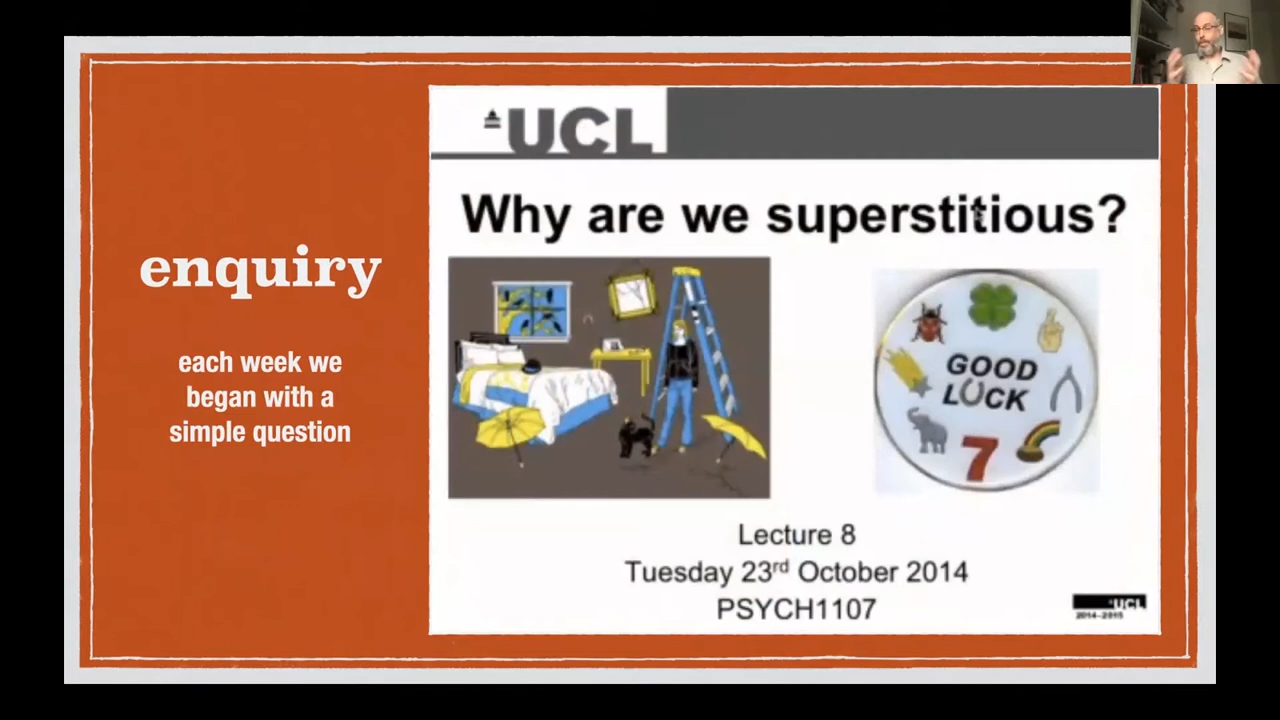 enquiry
each week we
began with a
simple question
UCL
Why are we superstitious?
GOOD
LUCK
7
Lecture 8
Tuesday 23rd October 2014
PSYCH1107
UCL
2014-2015